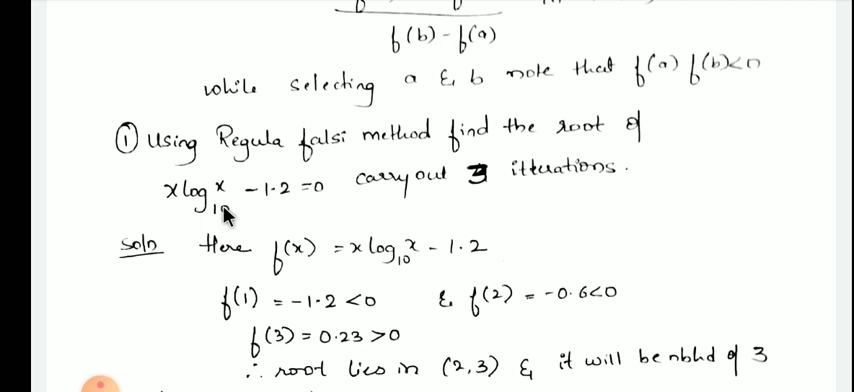 f(b) - f(a)
while selecting a & b note that f(a) f(b)<0
① Using Regula falsi method find the root of
x log₁₀ x - 1.2 = 0 carry out 3 itterations.
Soln Here f(x) = x log₁₀ x - 1.2
f(1) = -1.2 <0 & f(2) = -0.6<0
f(3) = 0.23 >0
∴ root lies in (2,3) & it will be nbhd of 3